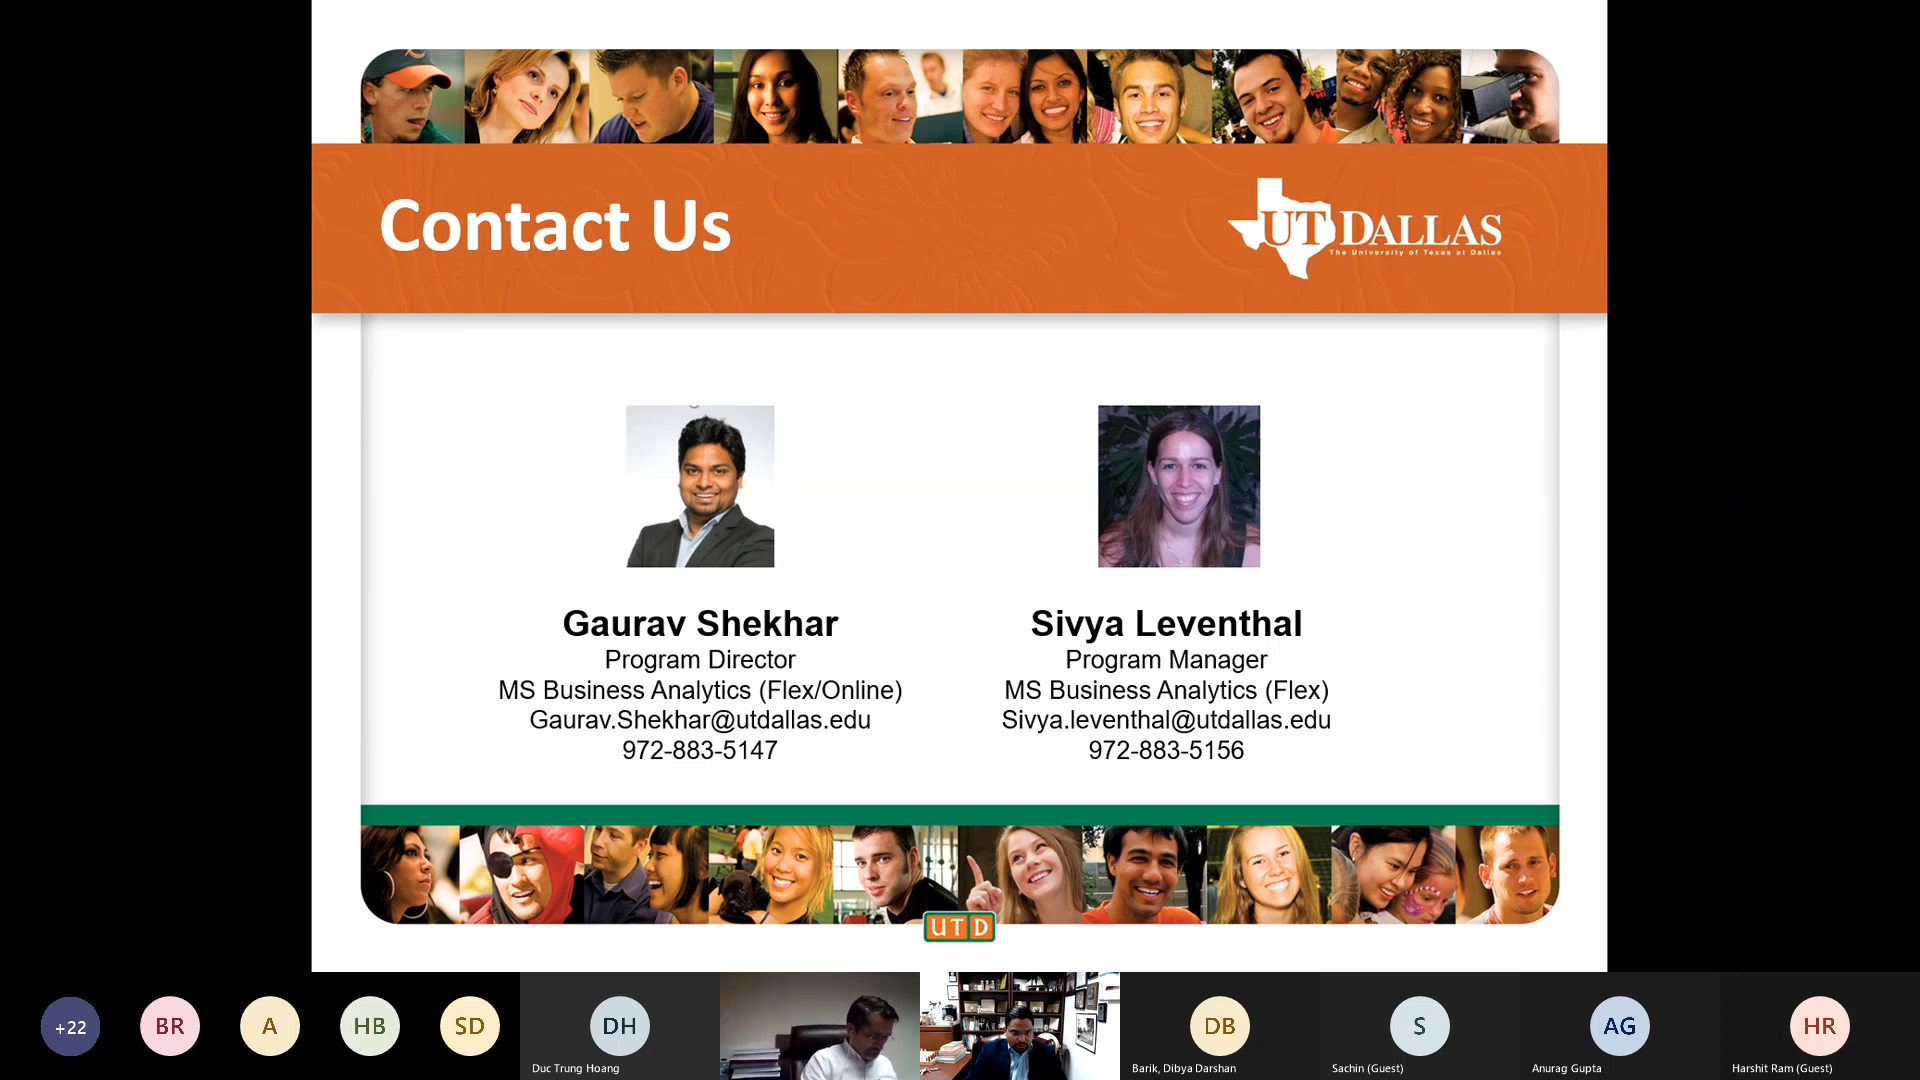 Contact Us
UT DALLAS
The University of Texas at Dallas
Gaurav Shekhar
Program Director
MS Business Analytics (Flex/Online)
Gaurav.Shekhar@utdallas.edu
972-883-5147
Sivya Leventhal
Program Manager
MS Business Analytics (Flex)
Sivya.leventhal@utdallas.edu
972-883-5156
UTD
+22
BR
A
HB
SD
DH
Duc Trung Hoang
DB
Barik, Dibya Darshan
S
Sachin (Guest)
AG
Anurag Gupta
HR
Harshit Ram (Guest)